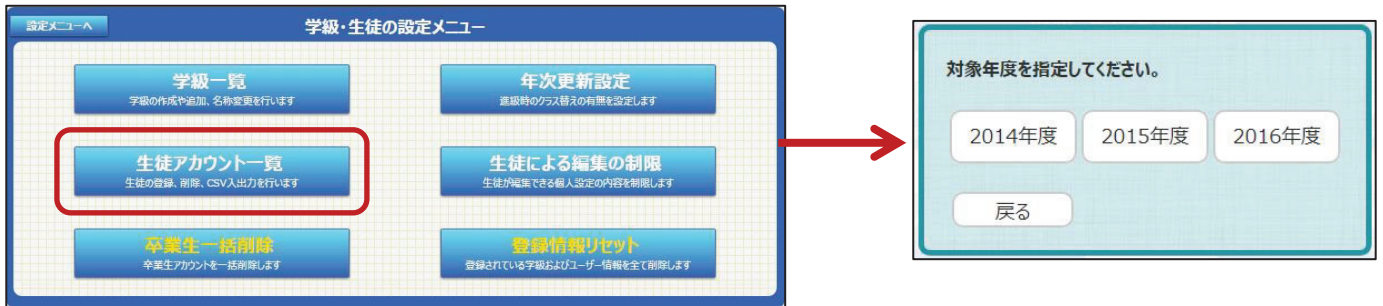 設定メニューへ
学級・生徒の設定メニュー
学級一覧
学級の作成や追加、名称変更を行います
年次更新設定
進級時のクラス替えの有無を設定します
生徒アカウント一覧
生徒の登録、削除、CSV入出力を行います
生徒による編集の制限
生徒が編集できる個人設定の内容を制限します
卒業生一括削除
卒業生アカウントを一括削除します
登録情報リセット
登録されている学級およびユーザー情報を全て削除します
対象年度を指定してください。
2014年度 2015年度 2016年度
戻る